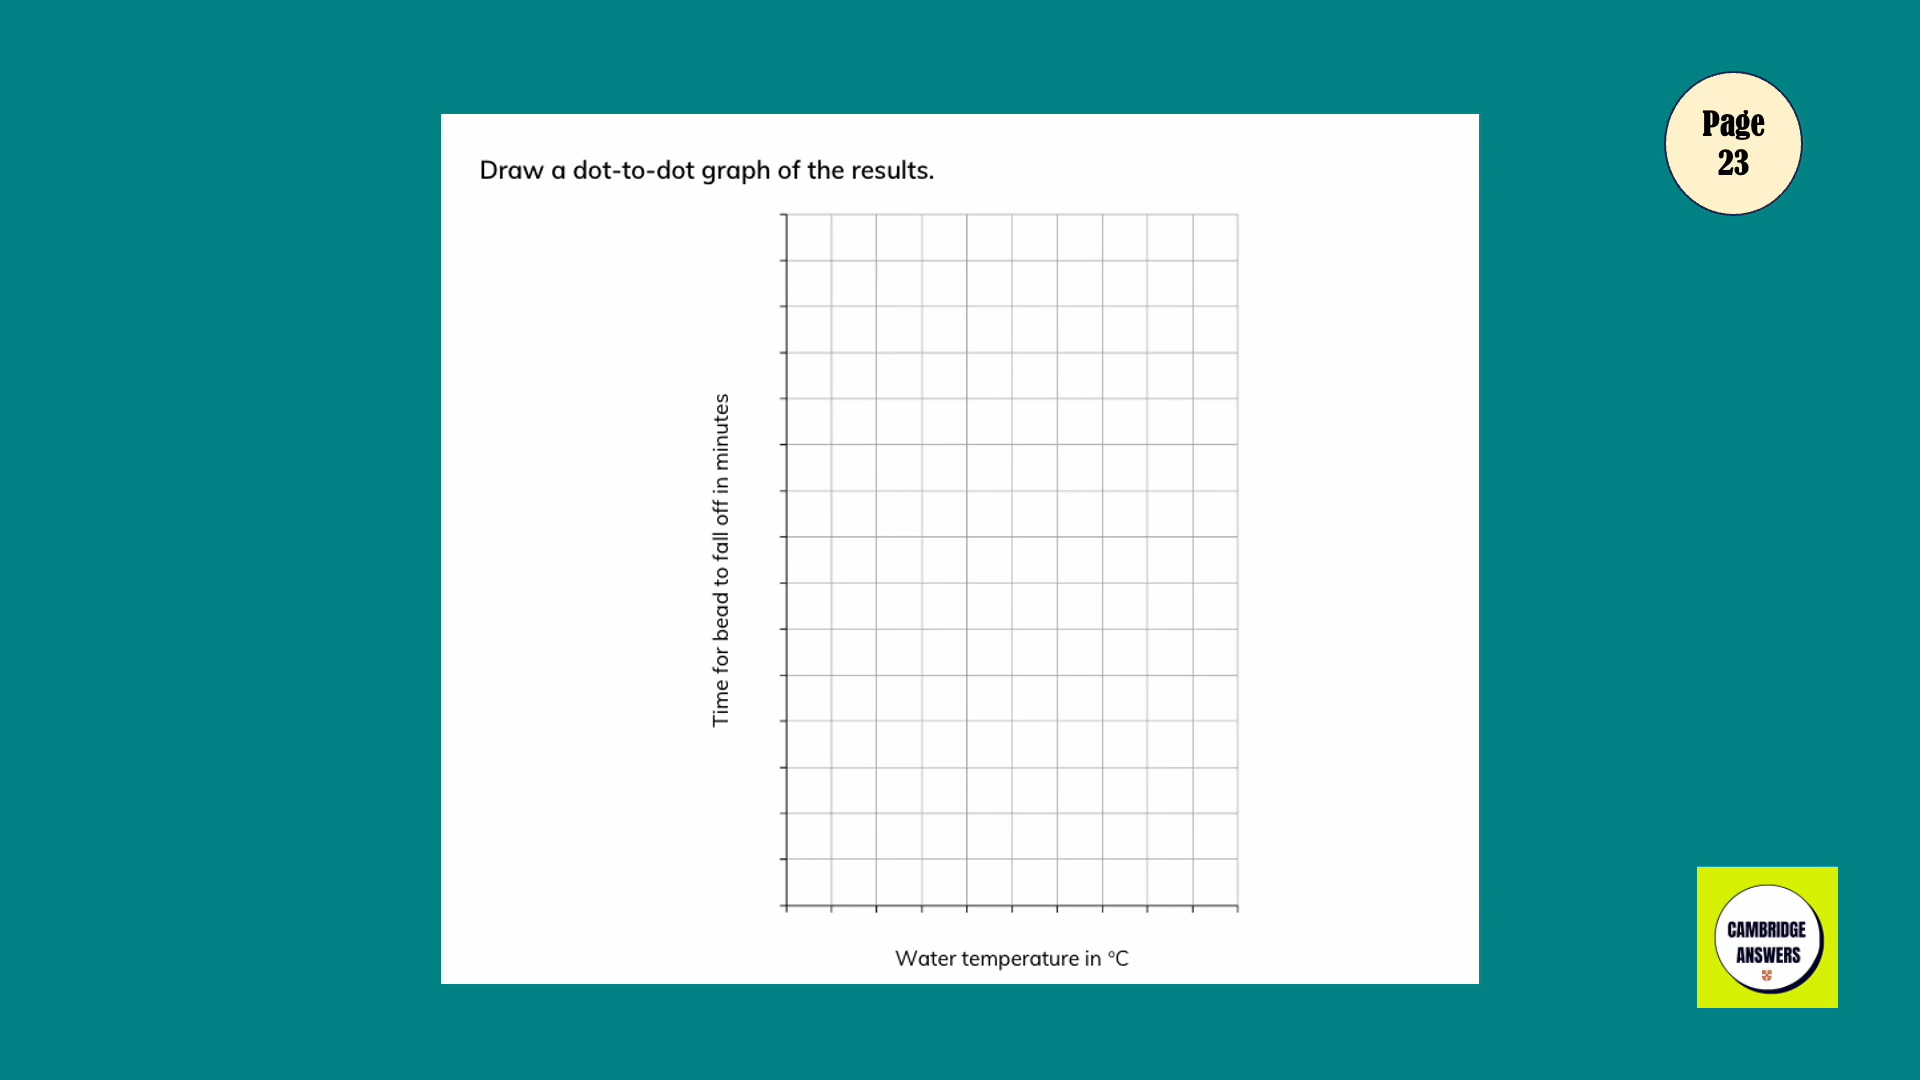 Page
23
Draw a dot-to-dot graph of the results.
Time for bead to fall off in minutes
Water temperature in °C
CAMBRIDGE
ANSWERS